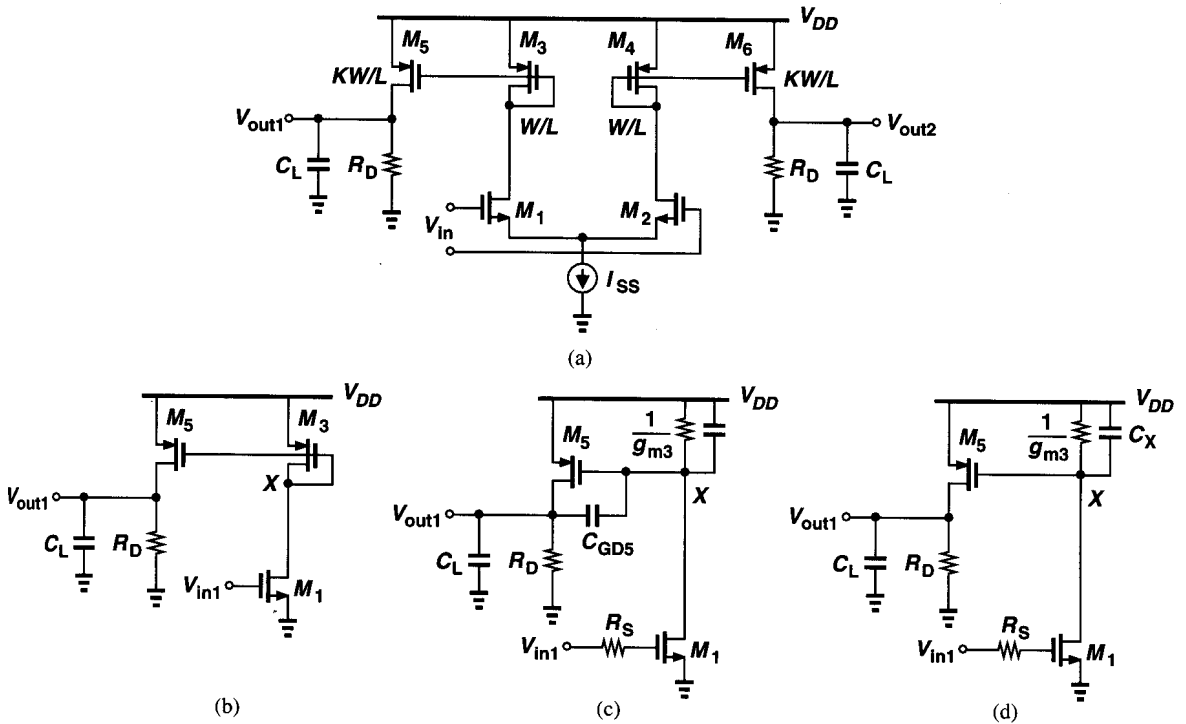 V_DD
M_5 M_3 M_4 M_6
KW/L KW/L
V_out1 W/L W/L V_out2
C_L R_D R_D C_L
V_in M_1 M_2
I_SS
(a)
V_DD
M_5 M_3
X
V_out1
C_L R_D
V_in1 M_1
(b)
V_DD
M_5 1/g_m3
X
V_out1
C_GD5
C_L R_D
R_S
V_in1 M_1
(c)
V_DD
M_5 1/g_m3 C_X
X
V_out1
C_L R_D
R_S
V_in1 M_1
(d)